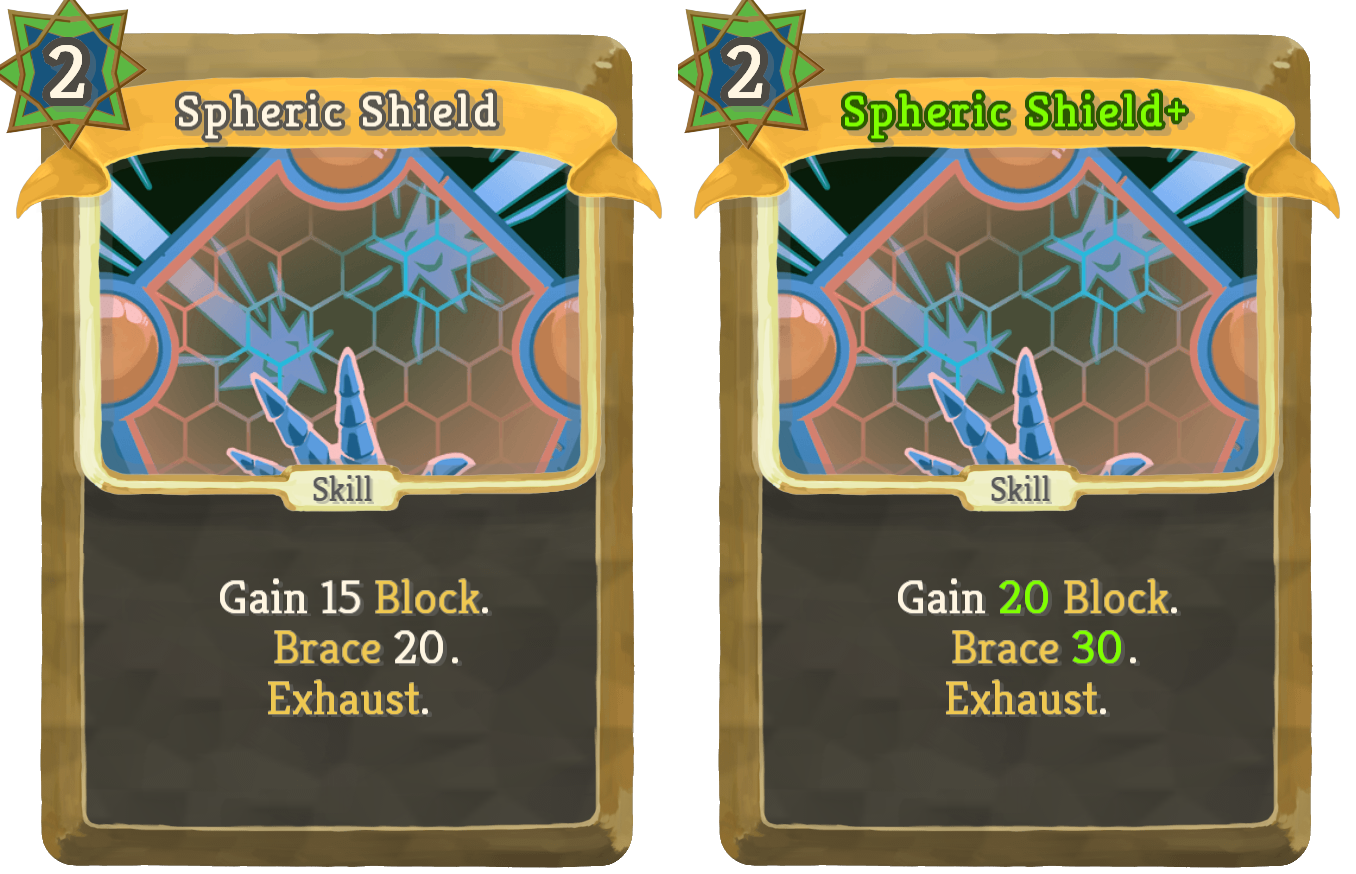 2
Spheric Shield
Skill
Gain 15 Block.
Brace 20.
Exhaust.
2
Spheric Shield+
Skill
Gain 20 Block.
Brace 30.
Exhaust.